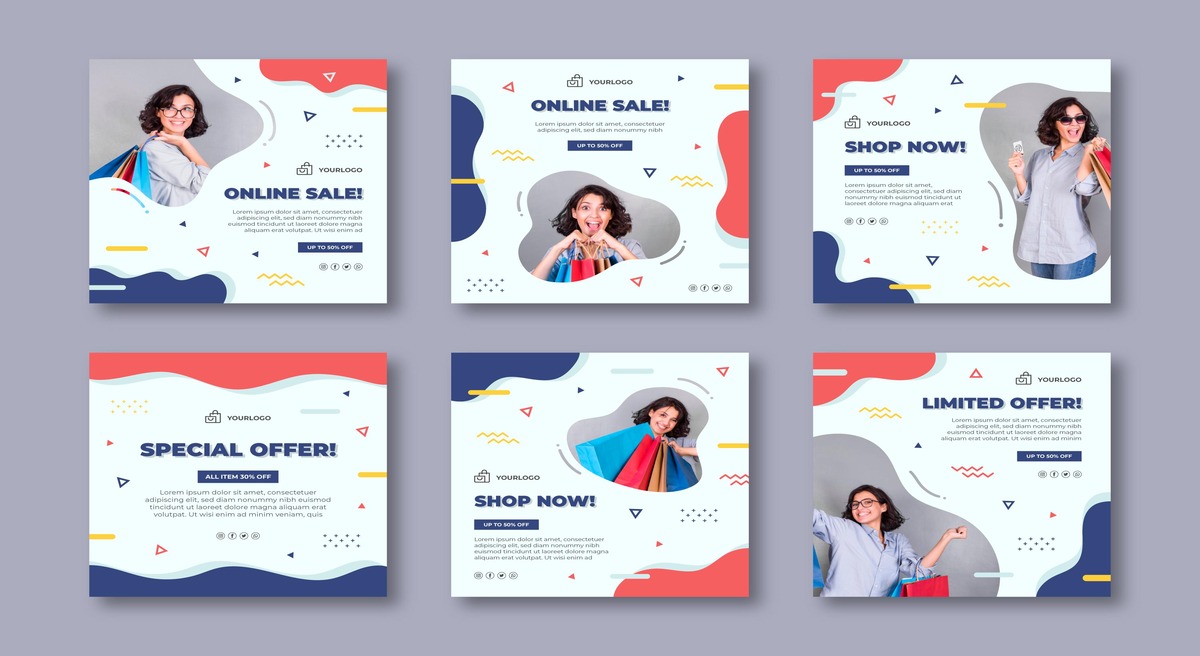 YOURLOGO
ONLINE SALE!
Lorem ipsum dolor sit amet, consectetuer
adipiscing elit, sed diam nonummy nibh
euismod tincidunt ut laoreet dolore magna
aliquam erat volutpat. Ut wisi enim ad
UP TO 50% OFF
YOURLOGO
ONLINE SALE!
Lorem ipsum dolor sit amet, consectetuer
adipiscing elit, sed diam nonummy nibh
UP TO 50% OFF
YOURLOGO
SHOP NOW!
UP TO 50% OFF
Lorem ipsum dolor sit amet,
consectetuer adipiscing elit, sed diam
nonummy nibh euismod tincidunt ut
laoreet dolore magna aliquam erat
YOURLOGO
SPECIAL OFFER!
ALL ITEM 30% OFF
Lorem ipsum dolor sit amet, consectetuer
adipiscing elit, sed diam nonummy nibh euismod
tincidunt ut laoreet dolore magna aliquam erat
volutpat. Ut wisi enim ad minim veniam, quis
YOURLOGO
SHOP NOW!
UP TO 50% OFF
Lorem ipsum dolor sit amet, consectetuer
adipiscing elit, sed diam nonummy nibh
euismod tincidunt ut laoreet dolore magna
aliquam erat volutpat. Ut wisi enim ad
YOURLOGO
LIMITED OFFER!
Lorem ipsum dolor sit amet, consectetuer
adipiscing elit, sed diam nonummy nibh
euismod tincidunt ut laoreet dolore magna
aliquam erat volutpat. Ut wisi enim ad minim
UP TO 50% OFF